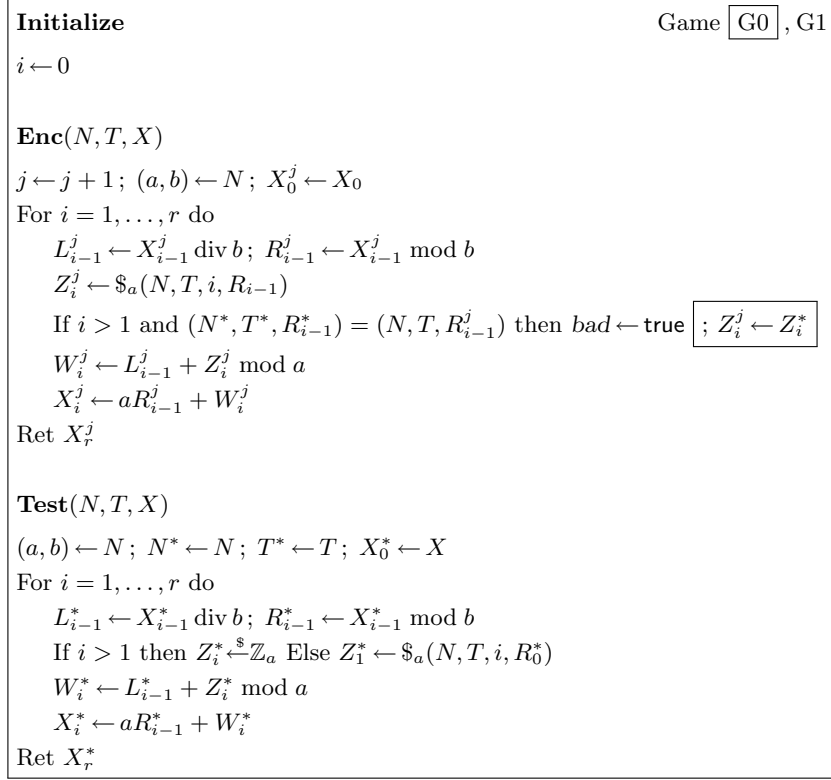 Initialize Game G0 , G1
i ← 0
Enc(N, T, X)
j ← j + 1 ; (a, b) ← N ; X_0^j ← X_0
For i = 1, . . . , r do
L_{i−1}^j ← X_{i−1}^j div b ; R_{i−1}^j ← X_{i−1}^j mod b
Z_i^j ← $_a(N, T, i, R_{i−1})
If i > 1 and (N^*, T^*, R_{i−1}^*) = (N, T, R_{i−1}^j) then bad ← true ; Z_i^j ← Z_i^*
W_i^j ← L_{i−1}^j + Z_i^j mod a
X_i^j ← aR_{i−1}^j + W_i^j
Ret X_r^j
Test(N, T, X)
(a, b) ← N ; N^* ← N ; T^* ← T ; X_0^* ← X
For i = 1, . . . , r do
L_{i−1}^* ← X_{i−1}^* div b ; R_{i−1}^* ← X_{i−1}^* mod b
If i > 1 then Z_i^* ←$ ℤ_a Else Z_1^* ← $_a(N, T, i, R_0^*)
W_i^* ← L_{i−1}^* + Z_i^* mod a
X_i^* ← aR_{i−1}^* + W_i^*
Ret X_r^*